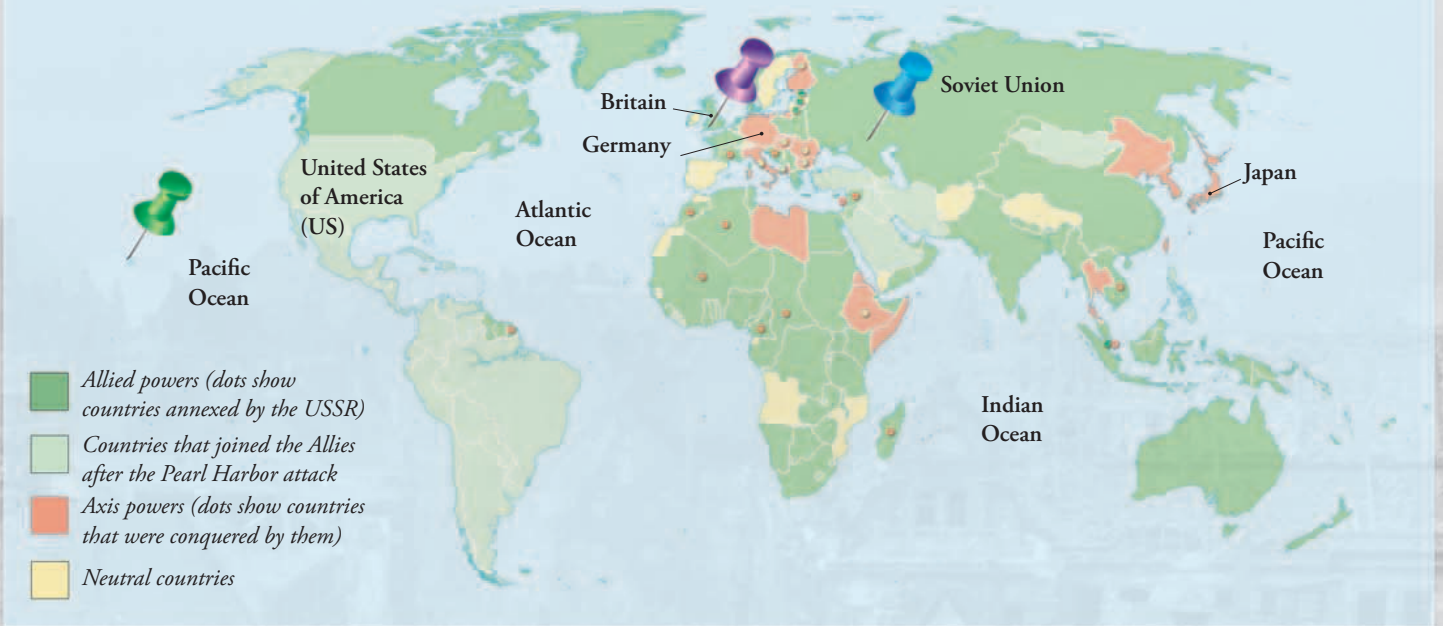 Soviet Union
Britain
Germany
United States
of America
(US)
Japan
Atlantic
Ocean
Pacific
Ocean
Pacific
Ocean
Allied powers (dots show
countries annexed by the USSR)
Countries that joined the Allies
after the Pearl Harbor attack
Axis powers (dots show countries
that were conquered by them)
Neutral countries
Indian
Ocean